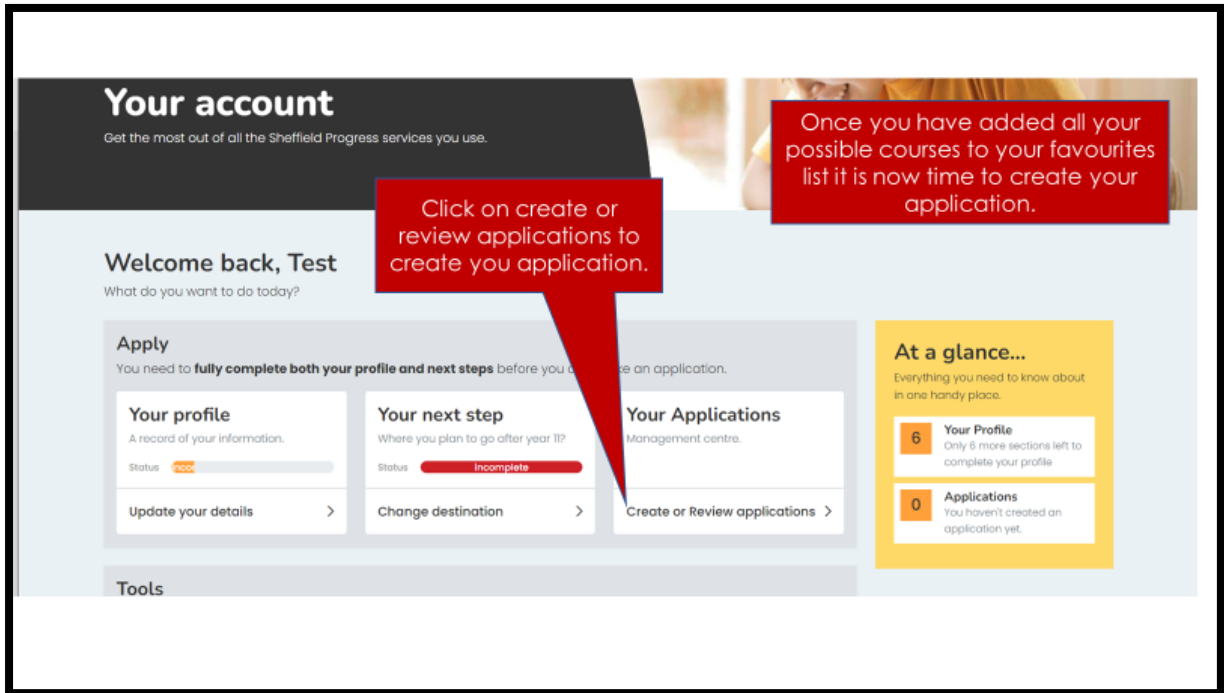 Your account
Get the most out of all the Sheffield Progress services you use.
Once you have added all your
possible courses to your favourites
list it is now time to create your
application.
Click on create or
review applications to
create you application.
Welcome back, Test
What do you want to do today?
Apply
You need to fully complete both your profile and next steps before you ke an application.
Your profile
A record of your information.
Status
Update your details
Your next step
Where you plan to go after year 11?
Status Incomplete
Change destination
Your Applications
Management centre.
Create or Review applications
At a glance...
Everything you need to know about
in one handy place.
6
Your Profile
Only 6 more sections left to
complete your profile
0
Applications
You haven't created an
application yet.
Tools